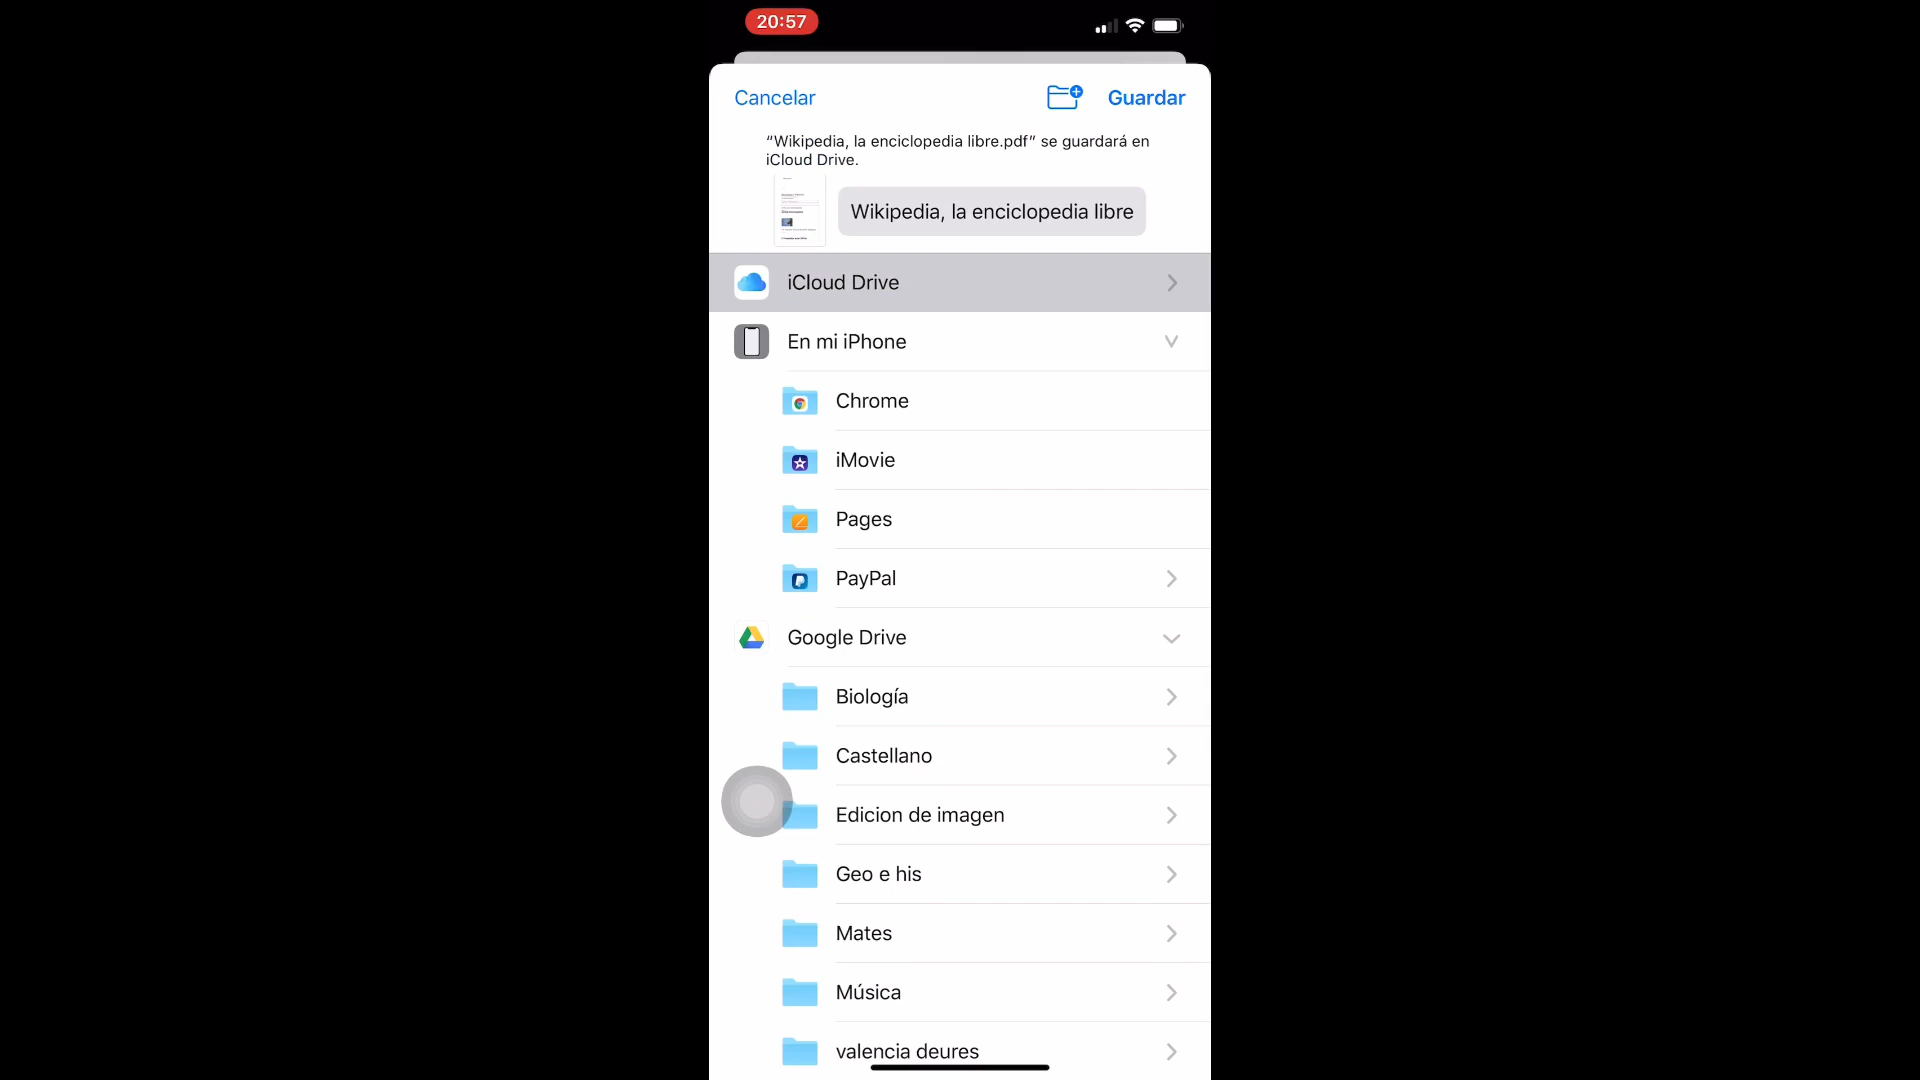 20:57
Cancelar
Guardar
“Wikipedia, la enciclopedia libre.pdf” se guardará en
iCloud Drive.
Wikipedia, la enciclopedia libre
iCloud Drive
En mi iPhone
Chrome
iMovie
Pages
PayPal
Google Drive
Biología
Castellano
Edicion de imagen
Geo e his
Mates
Música
valencia deures